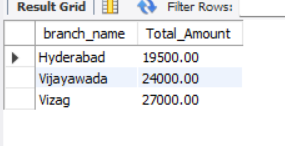 Result Grid Filter Rows:
branch_name Total_Amount
Hyderabad 19500.00
Vijayawada 24000.00
Vizag 27000.00